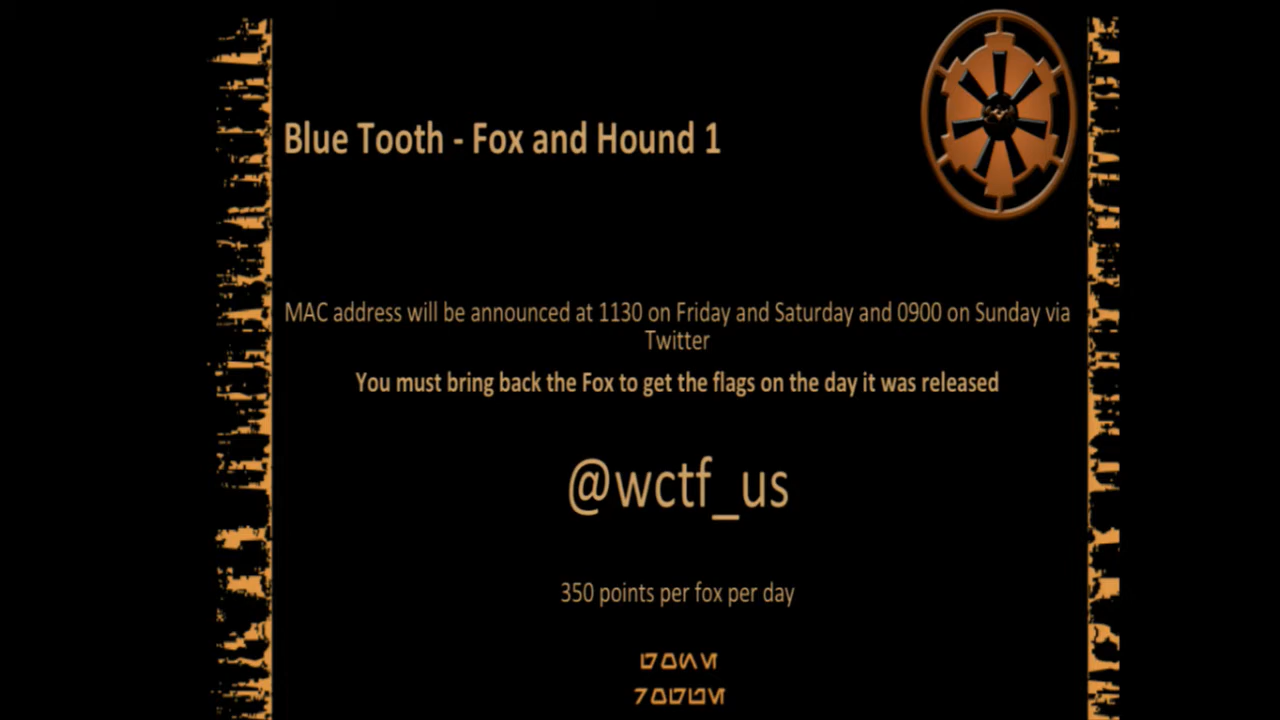 Blue Tooth - Fox and Hound 1
MAC address will be announced at 1130 on Friday and Saturday and 0900 on Sunday via
Twitter
You must bring back the Fox to get the flags on the day it was released
@wctf_us
350 points per fox per day